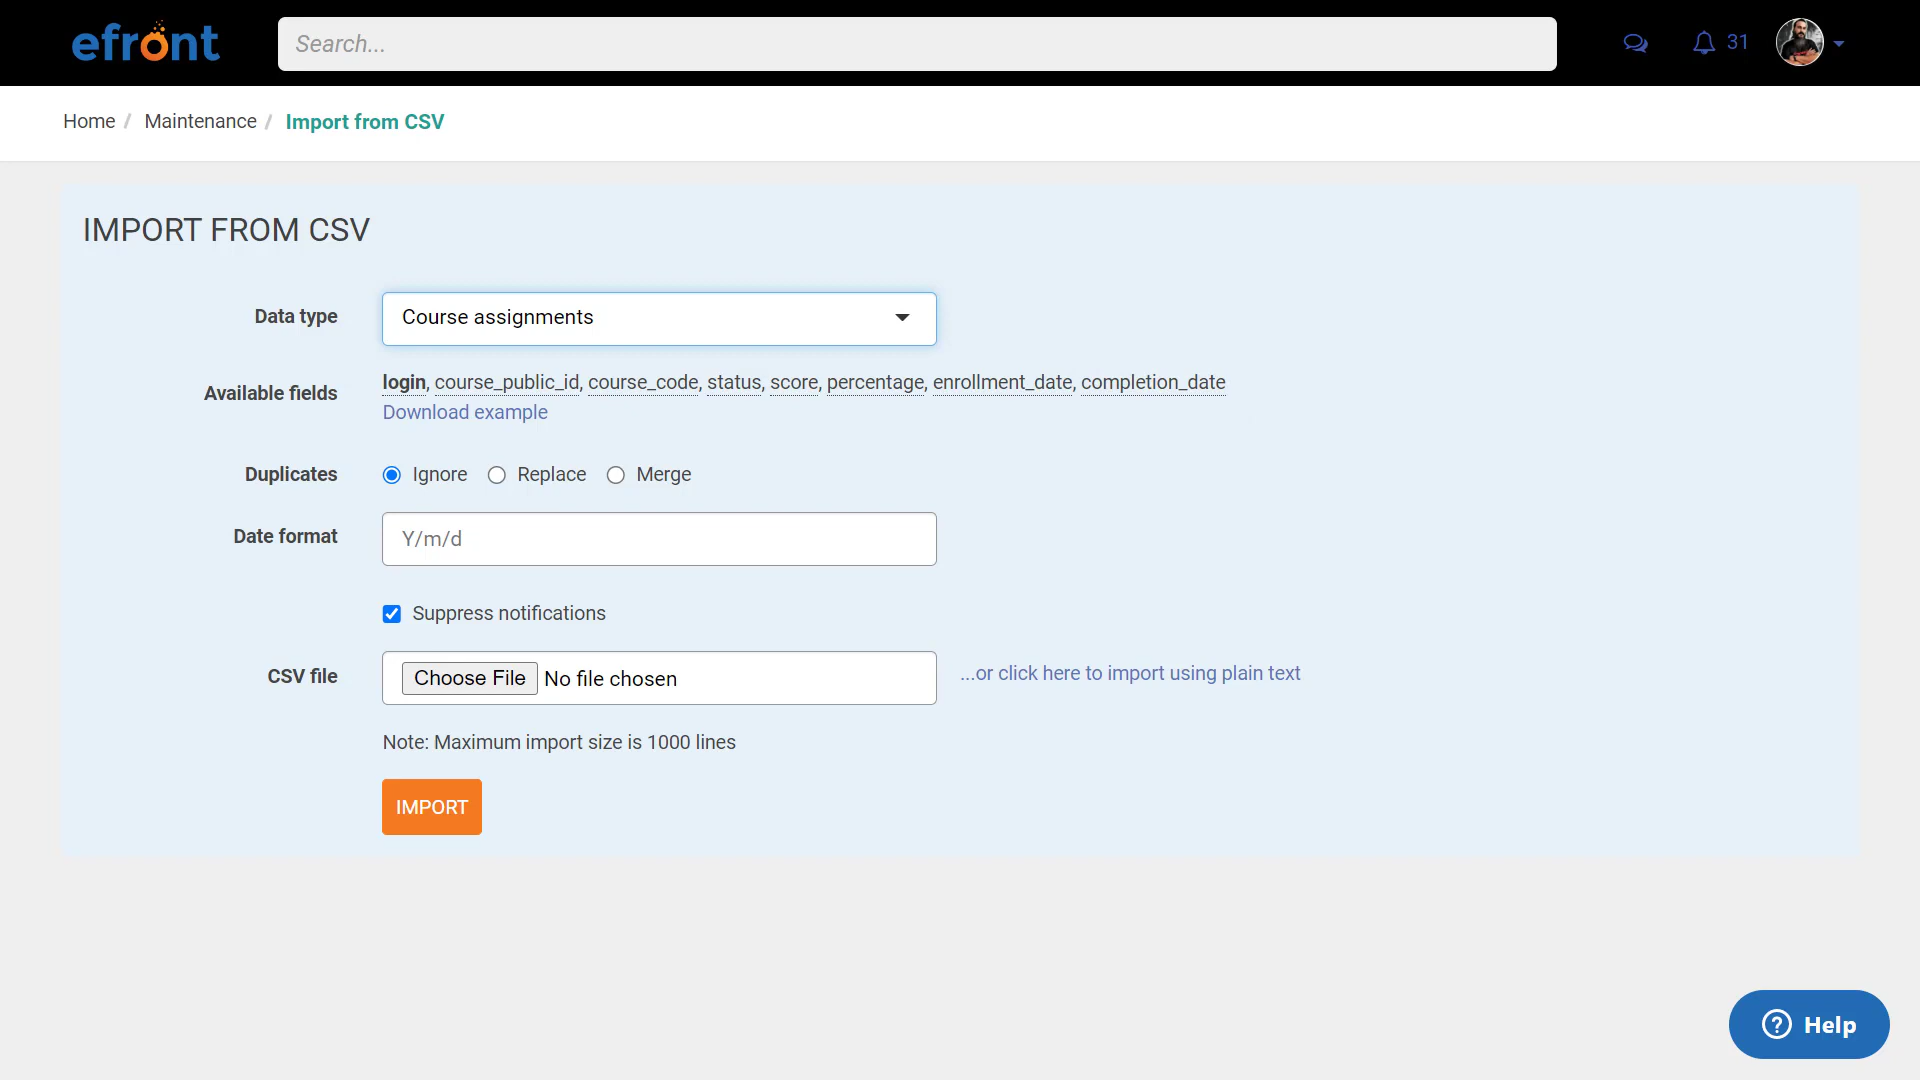 efront
Search...
31
Home / Maintenance / Import from CSV
IMPORT FROM CSV
Data type
Course assignments
Available fields
login, course_public_id, course_code, status, score, percentage, enrollment_date, completion_date
Download example
Duplicates
Ignore Replace Merge
Date format
Y/m/d
Suppress notifications
CSV file
Choose File No file chosen
...or click here to import using plain text
Note: Maximum import size is 1000 lines
IMPORT
? Help